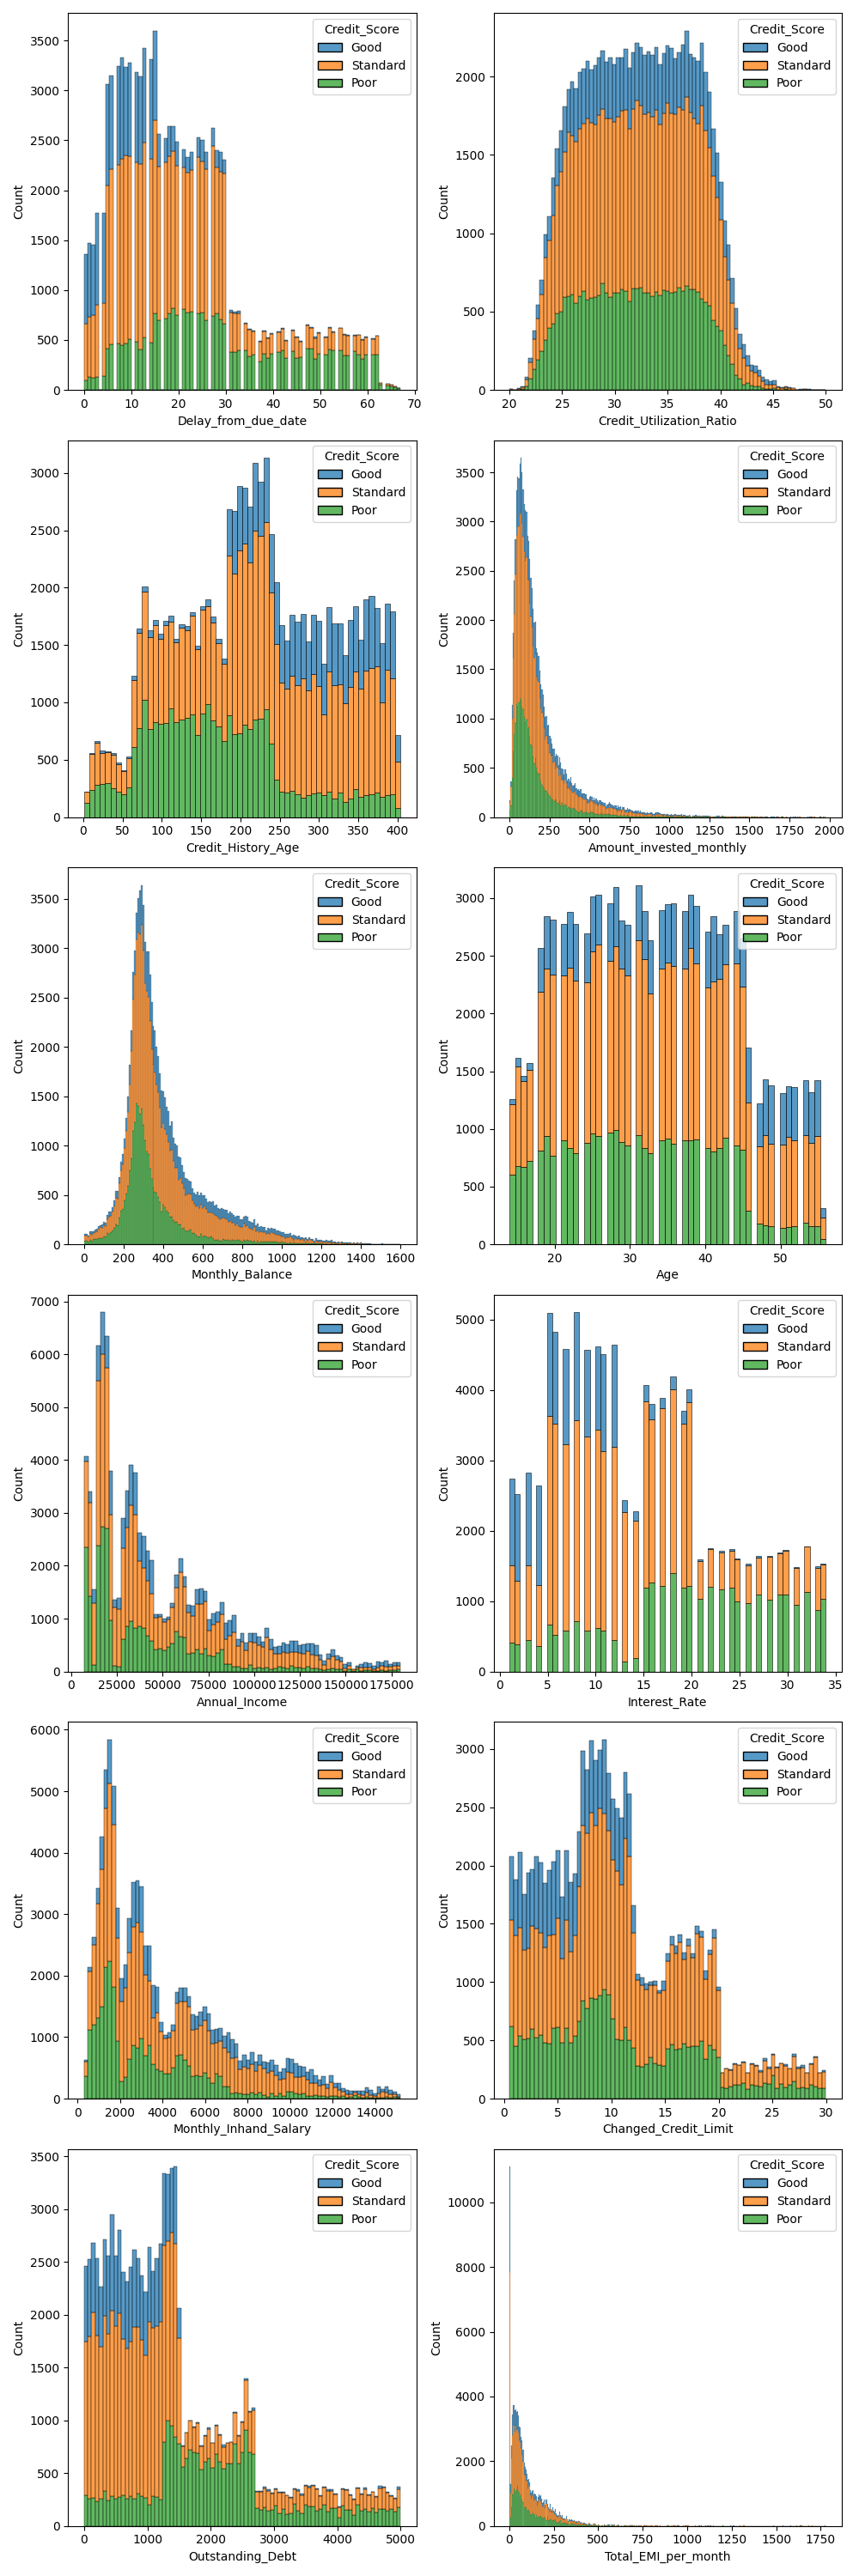 Credit_Score
Good
Standard
Poor
Count
3500
3000
2500
2000
1500
1000
500
0
0 10 20 30 40 50 60 70
Delay_from_due_date
Credit_Score
Good
Standard
Poor
Count
2000
1500
1000
500
0
20 25 30 35 40 45 50
Credit_Utilization_Ratio
Credit_Score
Good
Standard
Poor
Count
3000
2500
2000
1500
1000
500
0
0 50 100 150 200 250 300 350 400
Credit_History_Age
Credit_Score
Good
Standard
Poor
Count
3500
3000
2500
2000
1500
1000
500
0
0 250 500 750 1000 1250 1500 1750 2000
Amount_invested_monthly
Credit_Score
Good
Standard
Poor
Count
3500
3000
2500
2000
1500
1000
500
0
0 200 400 600 800 1000 1200 1400 1600
Monthly_Balance
Credit_Score
Good
Standard
Poor
Count
3000
2500
2000
1500
1000
500
0
20 30 40 50
Age
Credit_Score
Good
Standard
Poor
Count
7000
6000
5000
4000
3000
2000
1000
0
0 25000 50000 75000 100000 125000 150000 175000
Annual_Income
Credit_Score
Good
Standard
Poor
Count
5000
4000
3000
2000
1000
0
0 5 10 15 20 25 30 35
Interest_Rate
Credit_Score
Good
Standard
Poor
Count
6000
5000
4000
3000
2000
1000
0
0 2000 4000 6000 8000 10000 12000 14000
Monthly_Inhand_Salary
Credit_Score
Good
Standard
Poor
Count
3000
2500
2000
1500
1000
500
0
0 5 10 15 20 25 30
Changed_Credit_Limit
Credit_Score
Good
Standard
Poor
Count
3500
3000
2500
2000
1500
1000
500
0
0 1000 2000 3000 4000 5000
Outstanding_Debt
Credit_Score
Good
Standard
Poor
Count
10000
8000
6000
4000
2000
0
0 250 500 750 1000 1250 1500 1750
Total_EMI_per_month